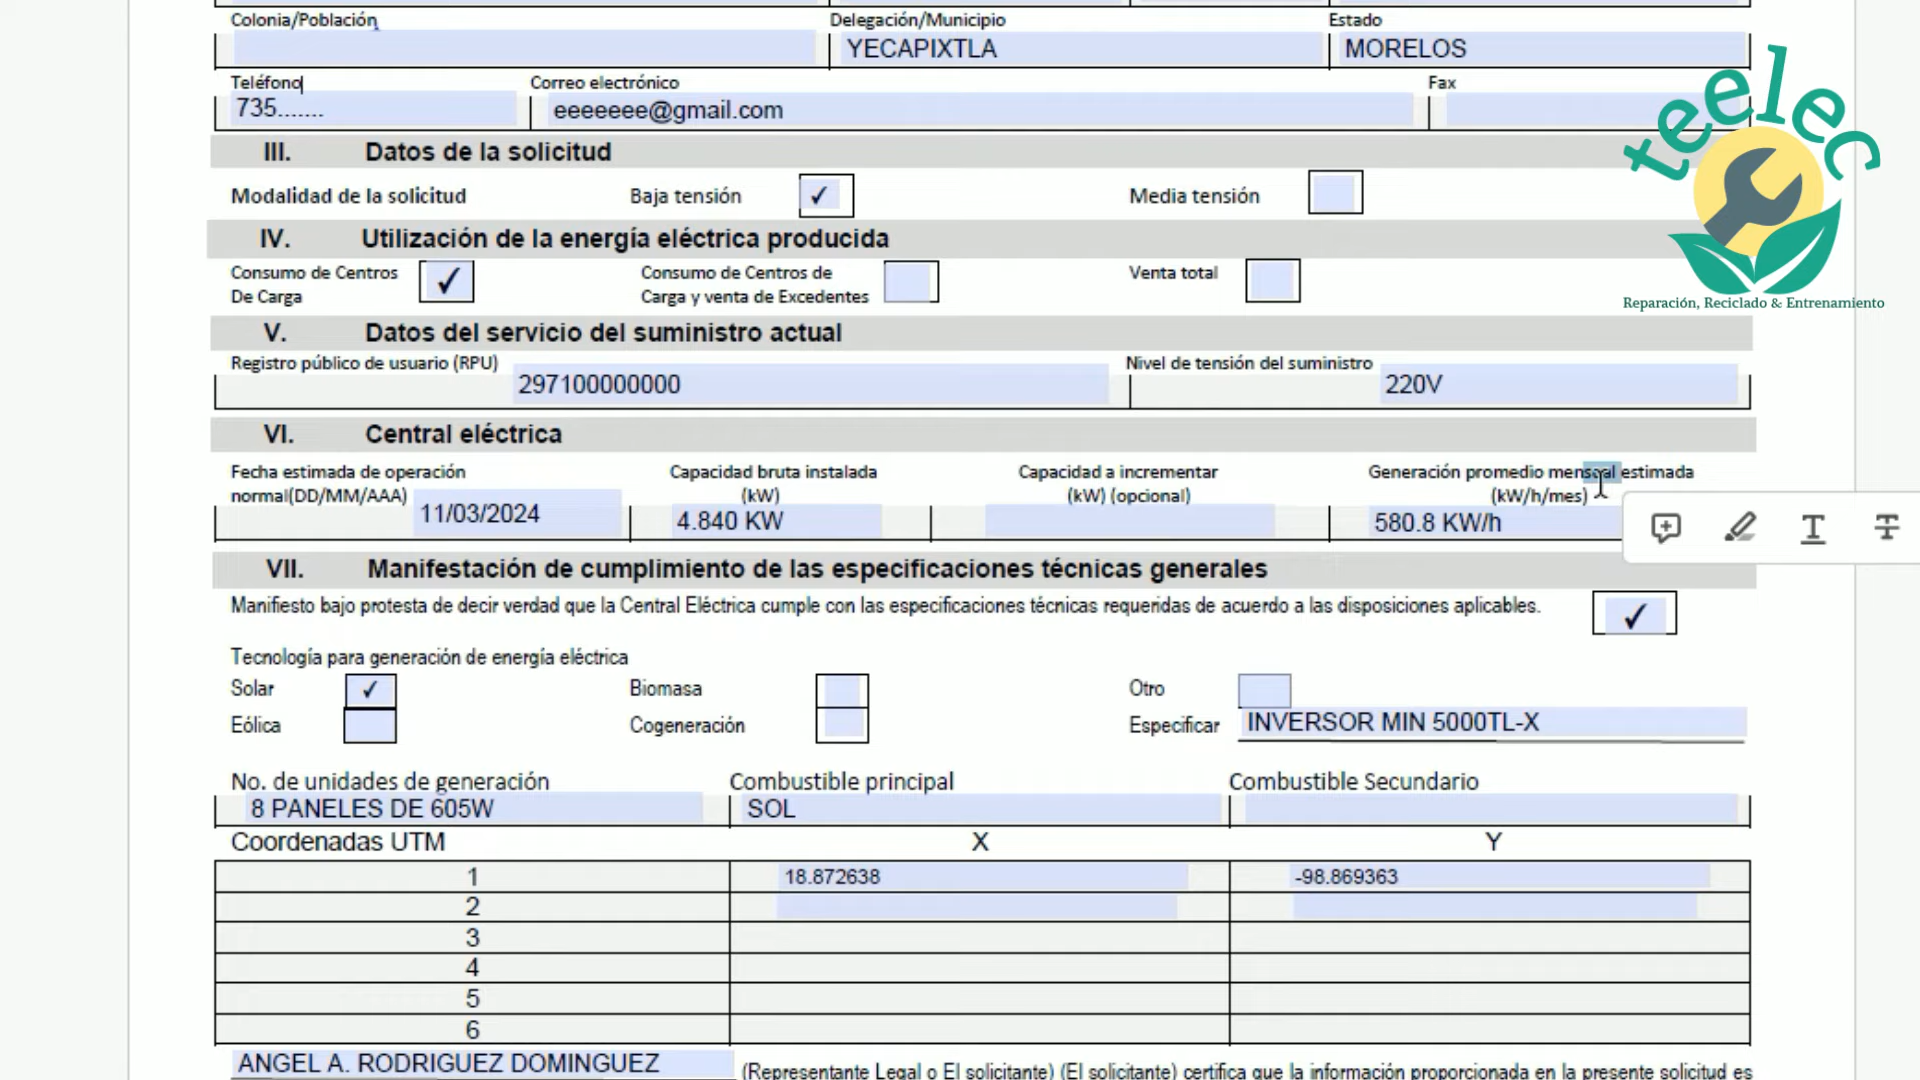 Colonia/Población Delegación/Municipio Estado
YECAPIXTLA MORELOS
Teléfono Correo electrónico Fax
735....... eeeeeee@gmail.com
III. Datos de la solicitud
Modalidad de la solicitud Baja tensión ✓ Media tensión
IV. Utilización de la energía eléctrica producida
Consumo de Centros De Carga ✓ Consumo de Centros de Carga y venta de Excedentes Venta total
V. Datos del servicio del suministro actual
Registro público de usuario (RPU) 297100000000 Nivel de tensión del suministro 220V
VI. Central eléctrica
Fecha estimada de operación Capacidad bruta instalada Capacidad a incrementar Generación promedio mensual estimada
normal(DD/MM/AAA) (kW) (kW) (opcional) (kW/h/mes)
11/03/2024 4.840 KW 580.8 KW/h
VII. Manifestación de cumplimiento de las especificaciones técnicas generales
Manifiesto bajo protesta de decir verdad que la Central Eléctrica cumple con las especificaciones técnicas requeridas de acuerdo a las disposiciones aplicables. ✓
Tecnología para generación de energía eléctrica
Solar ✓ Biomasa Otro
Eólica Cogeneración Especificar INVERSOR MIN 5000TL-X
No. de unidades de generación Combustible principal Combustible Secundario
8 PANELES DE 605W SOL
Coordenadas UTM X Y
1 18.872638 -98.869363
2
3
4
5
6
ANGEL A. RODRIGUEZ DOMINGUEZ (Representante Legal o El solicitante) (El solicitante) certifica que la información proporcionada en la presente solicitud es
teelec
Reparación, Reciclado & Entrenamiento